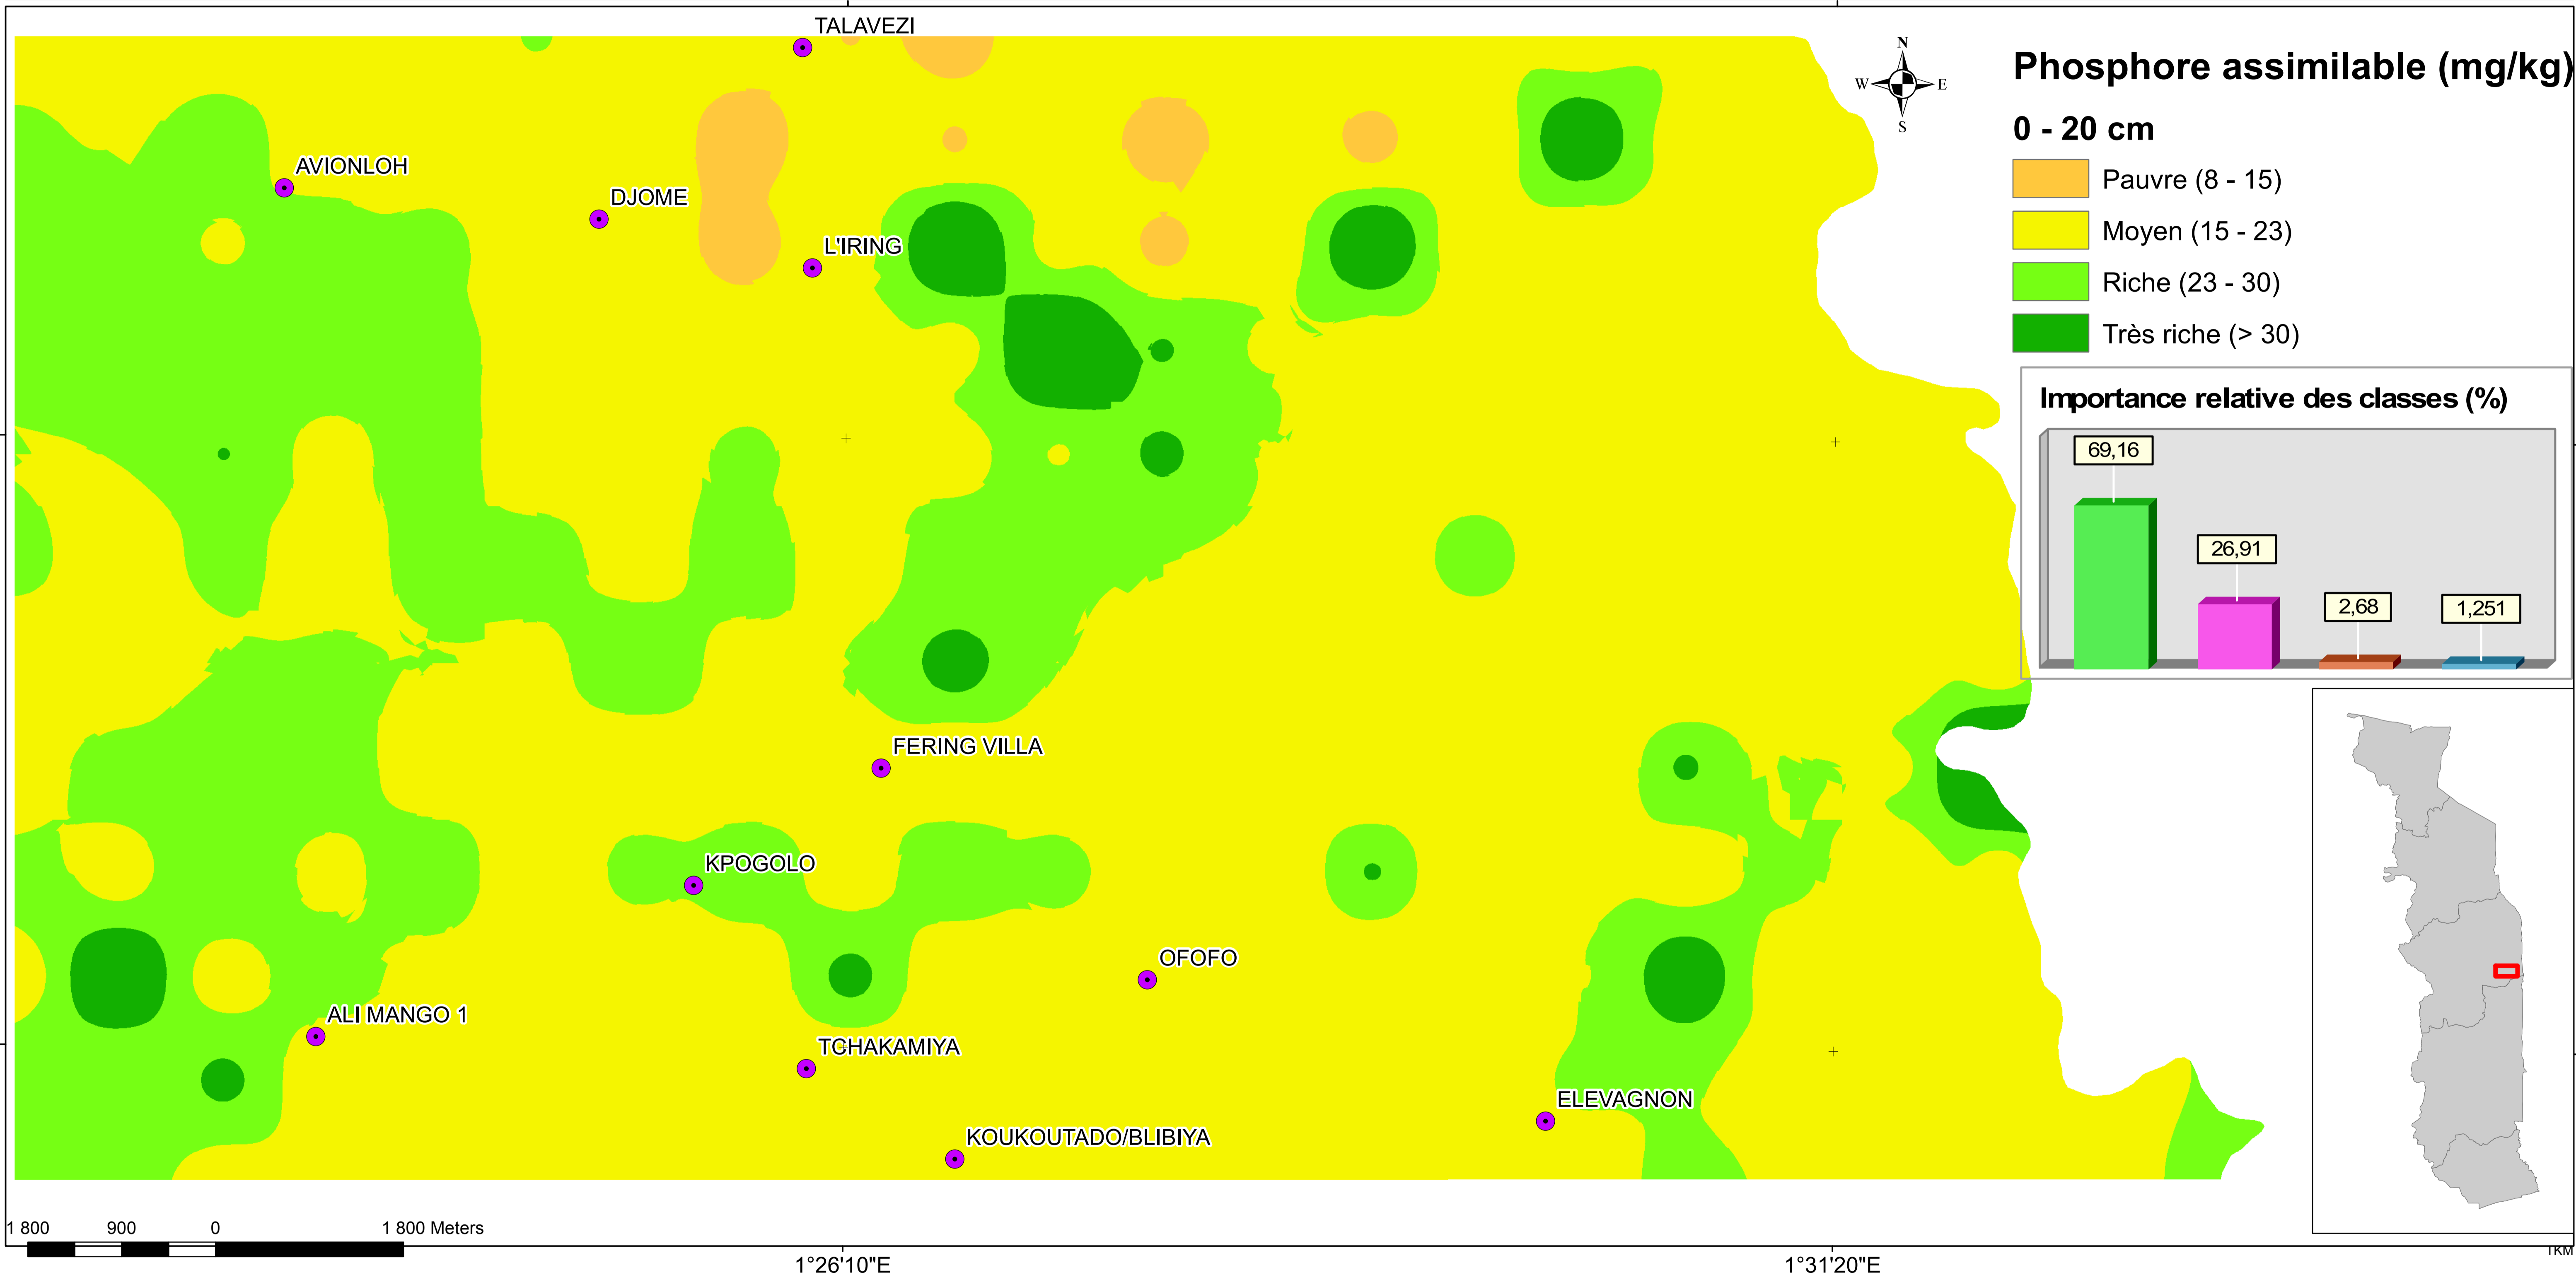 TALAVEZI
N
W
E
S
Phosphore assimilable (mg/kg)
0 - 20 cm
Pauvre (8 - 15)
Moyen (15 - 23)
Riche (23 - 30)
Très riche (> 30)
AVIONLOH
DJOME
L'IRING
Importance relative des classes (%)
69,16
26,91
2,68
1,251
FERING VILLA
KPOGOLO
OFOFO
ALI MANGO 1
TCHAKAMIYA
ELEVAGNON
KOUKOUTADO/BLIBIYA
1 800 900 0 1 800 Meters
1°26'10"E
1°31'20"E
TKM